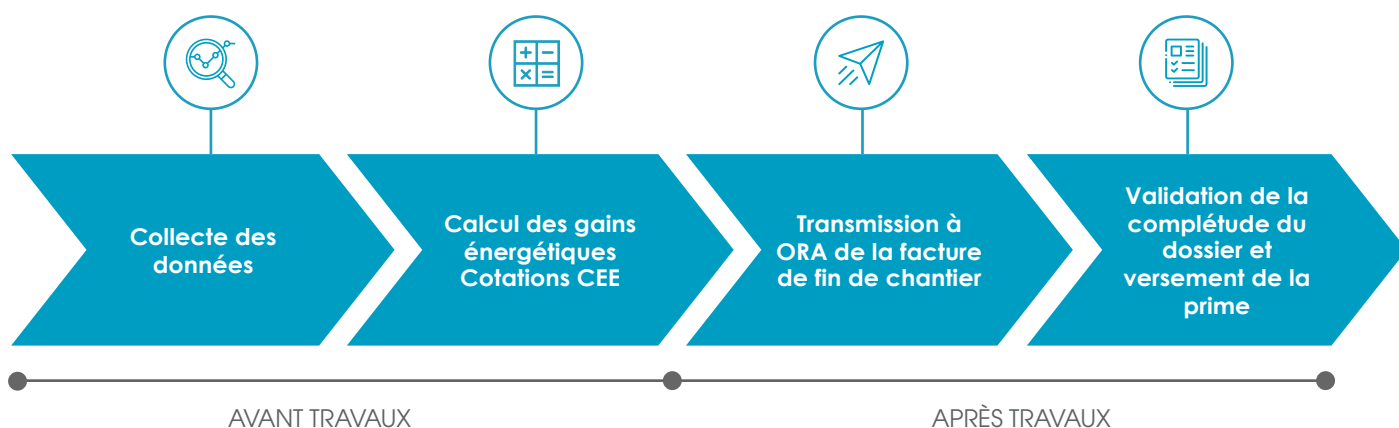 Collecte des
données
Calcul des gains
énergétiques
Cotations CEE
Transmission à
ORA de la facture
de fin de chantier
Validation de la
complétude du
dossier et
versement de la
prime
AVANT TRAVAUX
APRÈS TRAVAUX